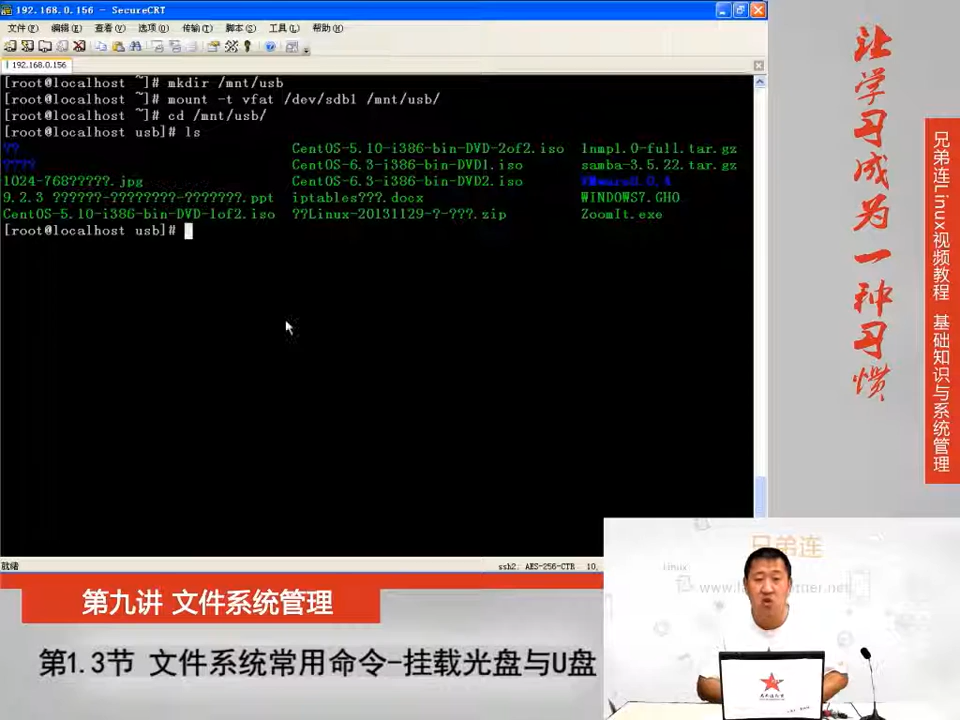 192.168.0.156 - SecureCRT
文件(F) 编辑(E) 查看(V) 选项(O) 传输(T) 脚本(S) 工具(L) 帮助(H)
192.168.0.156
[root@localhost ~]# mkdir /mnt/usb
[root@localhost ~]# mount -t vfat /dev/sdb1 /mnt/usb/
[root@localhost ~]# cd /mnt/usb/
[root@localhost usb]# ls
?? CentOS-5.10-i386-bin-DVD-2of2.iso lnmp1.0-full.tar.gz
???? CentOS-6.3-i386-bin-DVD1.iso samba-3.5.22.tar.gz
1024-768?????.jpg CentOS-6.3-i386-bin-DVD2.iso VMware8.0.4
9.2.3 ??????-????????-???????.ppt iptables???.docx WINDOWS7.GHO
CentOS-5.10-i386-bin-DVD-1of2.iso ??Linux-20131129-?-???.zip ZoomIt.exe
[root@localhost usb]#
就绪 ssh2: AES-256-CTR 10,
让学习成为一种习惯
兄弟连Linux视频教程 基础知识与系统管理
兄弟连
Linux
第九讲 文件系统管理
第1.3节 文件系统常用命令-挂载光盘与U盘